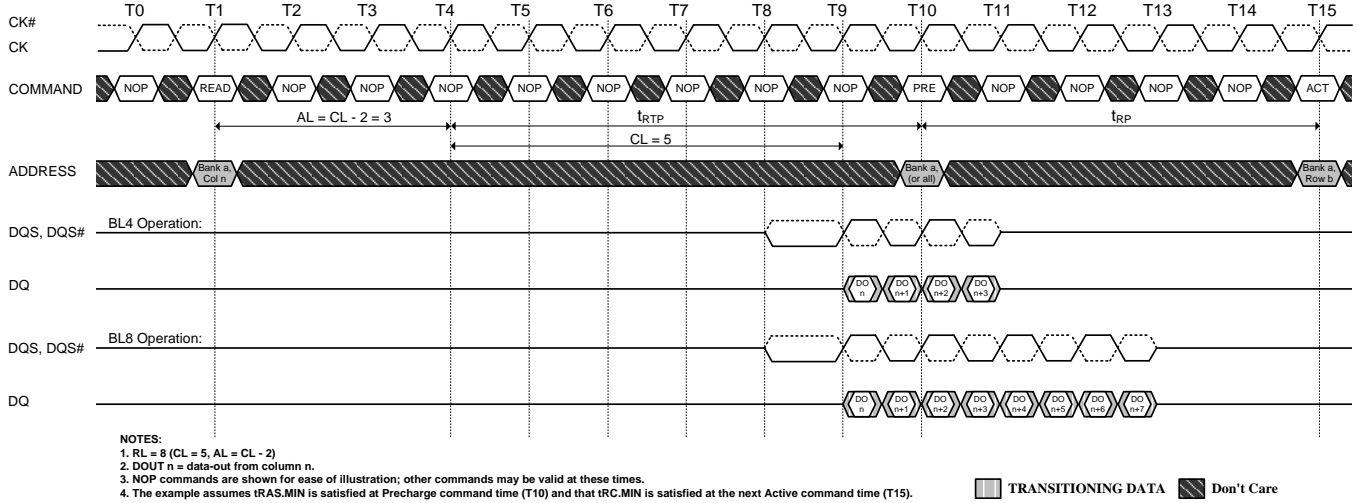 T0 T1 T2 T3 T4 T5 T6 T7 T8 T9 T10 T11 T12 T13 T14 T15
CK#
CK
COMMAND NOP READ NOP NOP NOP NOP NOP NOP NOP NOP PRE NOP NOP NOP NOP ACT
AL = CL - 2 = 3 tRTP tRP
CL = 5
ADDRESS Bank a, Col n Bank a, (or all) Bank a, Row b
BL4 Operation:
DQS, DQS#
DQ DO n DO n+1 DO n+2 DO n+3
BL8 Operation:
DQS, DQS#
DQ DO n DO n+1 DO n+2 DO n+3 DO n+4 DO n+5 DO n+6 DO n+7
NOTES:
1. RL = 8 (CL = 5, AL = CL - 2)
2. DOUT n = data-out from column n.
3. NOP commands are shown for ease of illustration; other commands may be valid at these times.
4. The example assumes tRAS.MIN is satisfied at Precharge command time (T10) and that tRC.MIN is satisfied at the next Active command time (T15).
TRANSITIONING DATA Don't Care